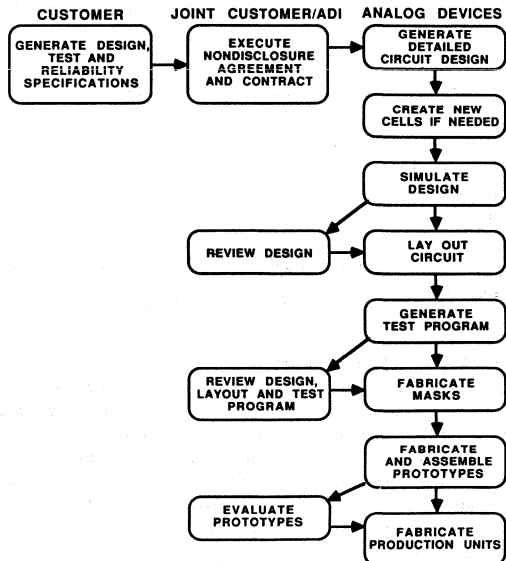 CUSTOMER
JOINT CUSTOMER/ADI
ANALOG DEVICES
GENERATE DESIGN,
TEST AND
RELIABILITY
SPECIFICATIONS
EXECUTE
NONDISCLOSURE
AGREEMENT
AND CONTRACT
GENERATE
DETAILED
CIRCUIT DESIGN
CREATE NEW
CELLS IF NEEDED
SIMULATE
DESIGN
REVIEW DESIGN
LAY OUT
CIRCUIT
GENERATE
TEST PROGRAM
REVIEW DESIGN,
LAYOUT AND TEST
PROGRAM
FABRICATE
MASKS
FABRICATE
AND ASSEMBLE
PROTOTYPES
EVALUATE
PROTOTYPES
FABRICATE
PRODUCTION UNITS